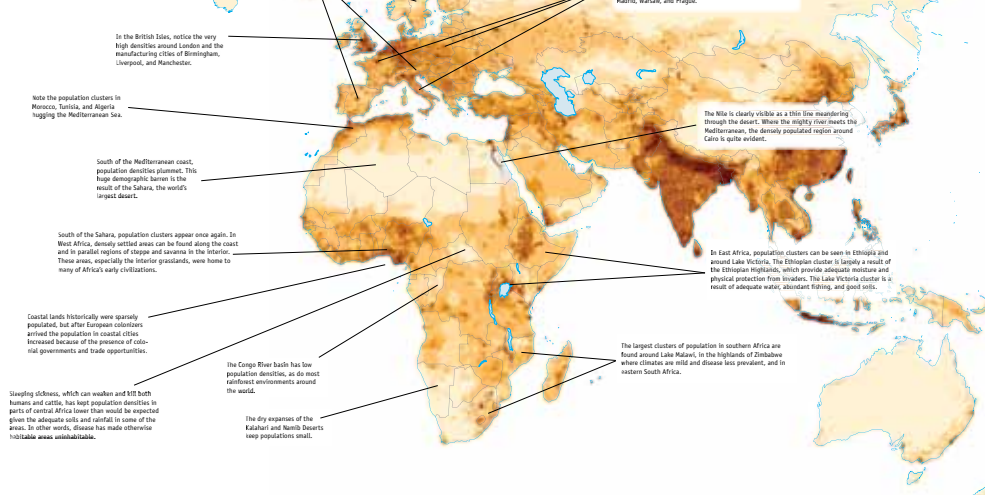 Madrid, Warsaw, and Prague.
In the British Isles, notice the very
high densities around London and the
manufacturing cities of Birmingham,
Liverpool, and Manchester.
Note the population clusters in
Morocco, Tunisia, and Algeria
hugging the Mediterranean Sea.
The Nile is clearly visible as a thin line meandering
through the desert. Where the mighty river meets the
Mediterranean, the densely populated region around
Cairo is quite evident.
South of the Mediterranean coast,
population densities plummet. This
huge demographic barren is the
result of the Sahara, the world's
largest desert.
South of the Sahara, population clusters appear once again. In
West Africa, densely settled areas can be found along the coast
and in parallel regions of steppe and savanna in the interior.
These areas, especially the interior grasslands, were home to
many of Africa's early civilizations.
In East Africa, population clusters can be seen in Ethiopia and
around Lake Victoria. The Ethiopian cluster is largely a result of
the Ethiopian Highlands, which provide adequate moisture and
physical protection from invaders. The Lake Victoria cluster is a
result of adequate water, abundant fishing, and good soils.
Coastal lands historically were sparsely
populated, but after European colonizers
arrived the population in coastal cities
increased because of the presence of colo-
nial governments and trade opportunities.
The largest clusters of population in southern Africa are
found around Lake Malawi, in the highlands of Zimbabwe
where climates are mild and disease less prevalent, and in
eastern South Africa.
The Congo River basin has low
population densities, as do most
rainforest environments around
the world.
Sleeping sickness, which can weaken and kill both
humans and cattle, has kept population densities in
parts of central Africa lower than would be expected
given the adequate soils and rainfall in some of the
areas. In other words, disease has made otherwise
habitable areas uninhabitable.
The dry expanses of the
Kalahari and Namib Deserts
keep populations small.